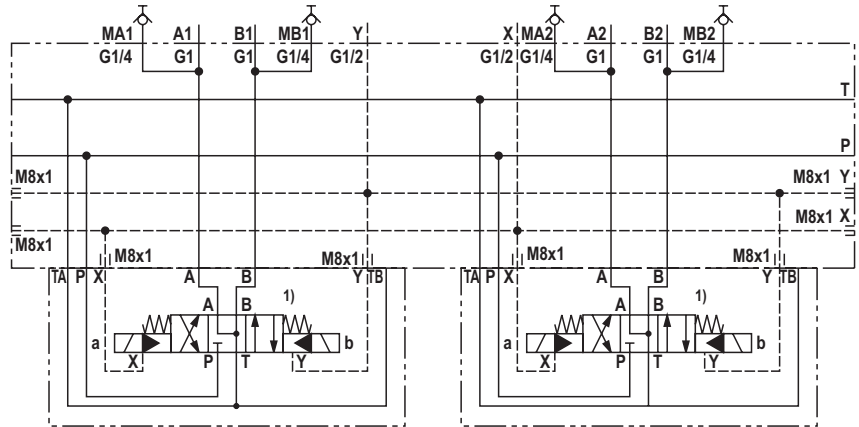 MA1 A1 B1 MB1 Y X MA2 A2 B2 MB2
G1/4 G1 G1 G1/4 G1/2 G1/2 G1/4 G1 G1 G1/4
T
P
M8x1 M8x1 Y
M8x1 M8x1 X
M8x1 M8x1 M8x1 M8x1
TA P X A B Y TB TA P X A B Y TB
A B 1) A B 1)
a b a b
X P T Y X P T Y